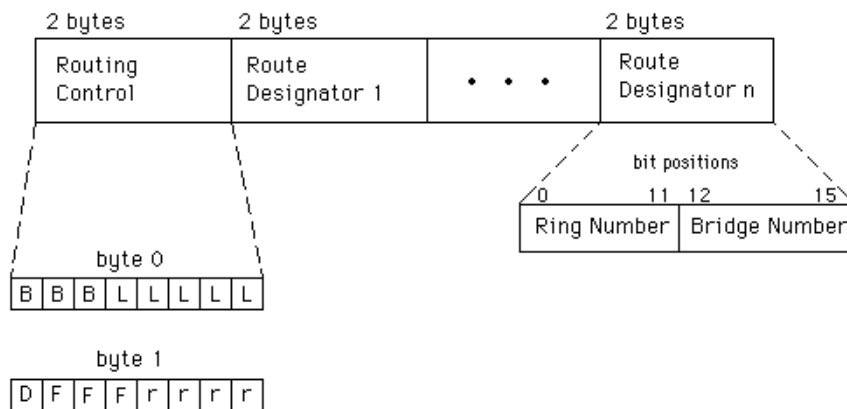 2 bytes 2 bytes 2 bytes
Routing Control
Route Designator 1
• • •
Route Designator n
bit positions
0 11 12 15
Ring Number Bridge Number
byte 0
B B B L L L L L
byte 1
D F F F r r r r